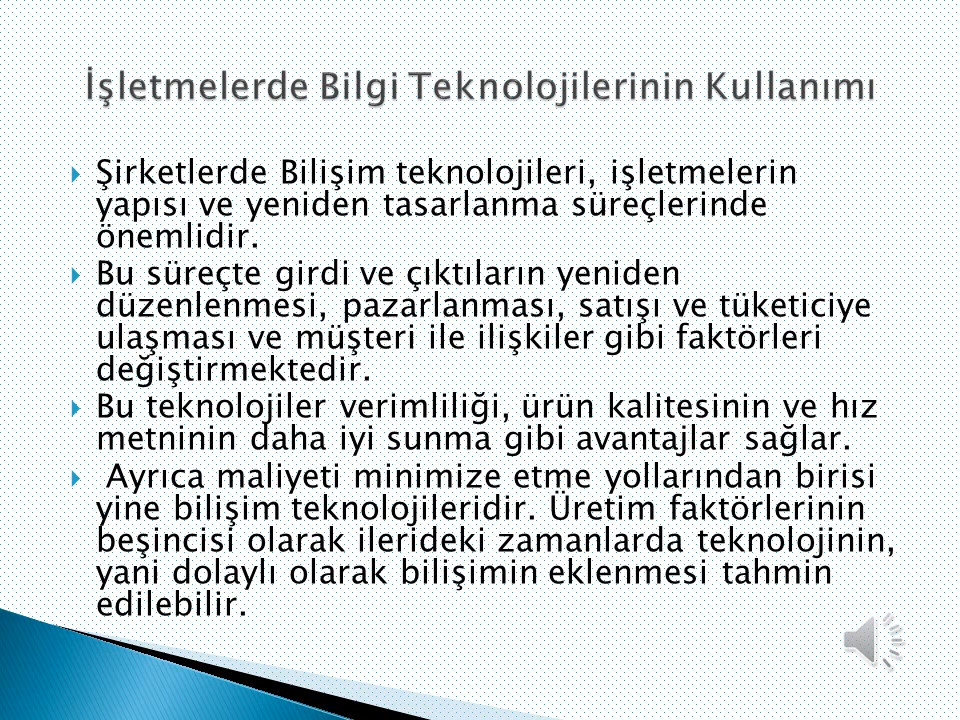 İşletmelerde Bilgi Teknolojilerinin Kullanımı
Şirketlerde Bilişim teknolojileri, işletmelerin
yapısı ve yeniden tasarlanma süreçlerinde
önemlidir.
Bu süreçte girdi ve çıktıların yeniden
düzenlenmesi, pazarlanması, satışı ve tüketiciye
ulaşması ve müşteri ile ilişkiler gibi faktörleri
değiştirmektedir.
Bu teknolojiler verimliliği, ürün kalitesinin ve hız
metninin daha iyi sunma gibi avantajlar sağlar.
Ayrıca maliyeti minimize etme yollarından birisi
yine bilişim teknolojileridir. Üretim faktörlerinin
beşincisi olarak ilerideki zamanlarda teknolojinin,
yani dolaylı olarak bilişimin eklenmesi tahmin
edilebilir.